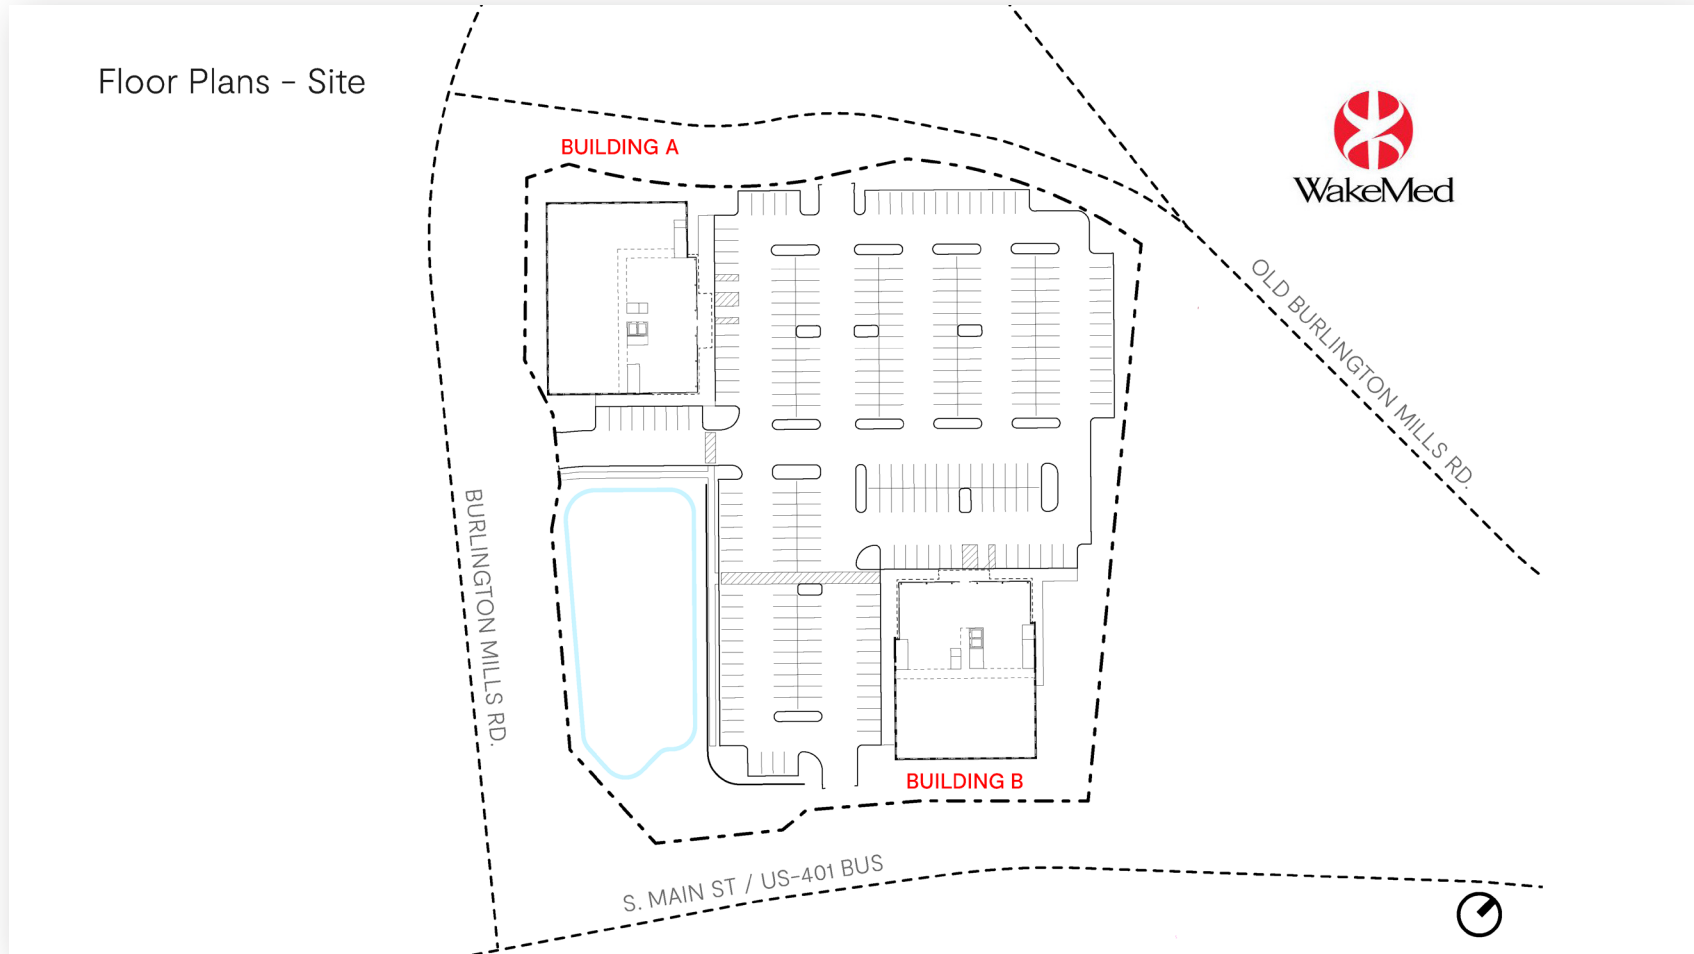 Floor Plans - Site
BUILDING A
WakeMed
OLD BURLINGTON MILLS RD.
BURLINGTON MILLS RD.
BUILDING B
S. MAIN ST / US-401 BUS